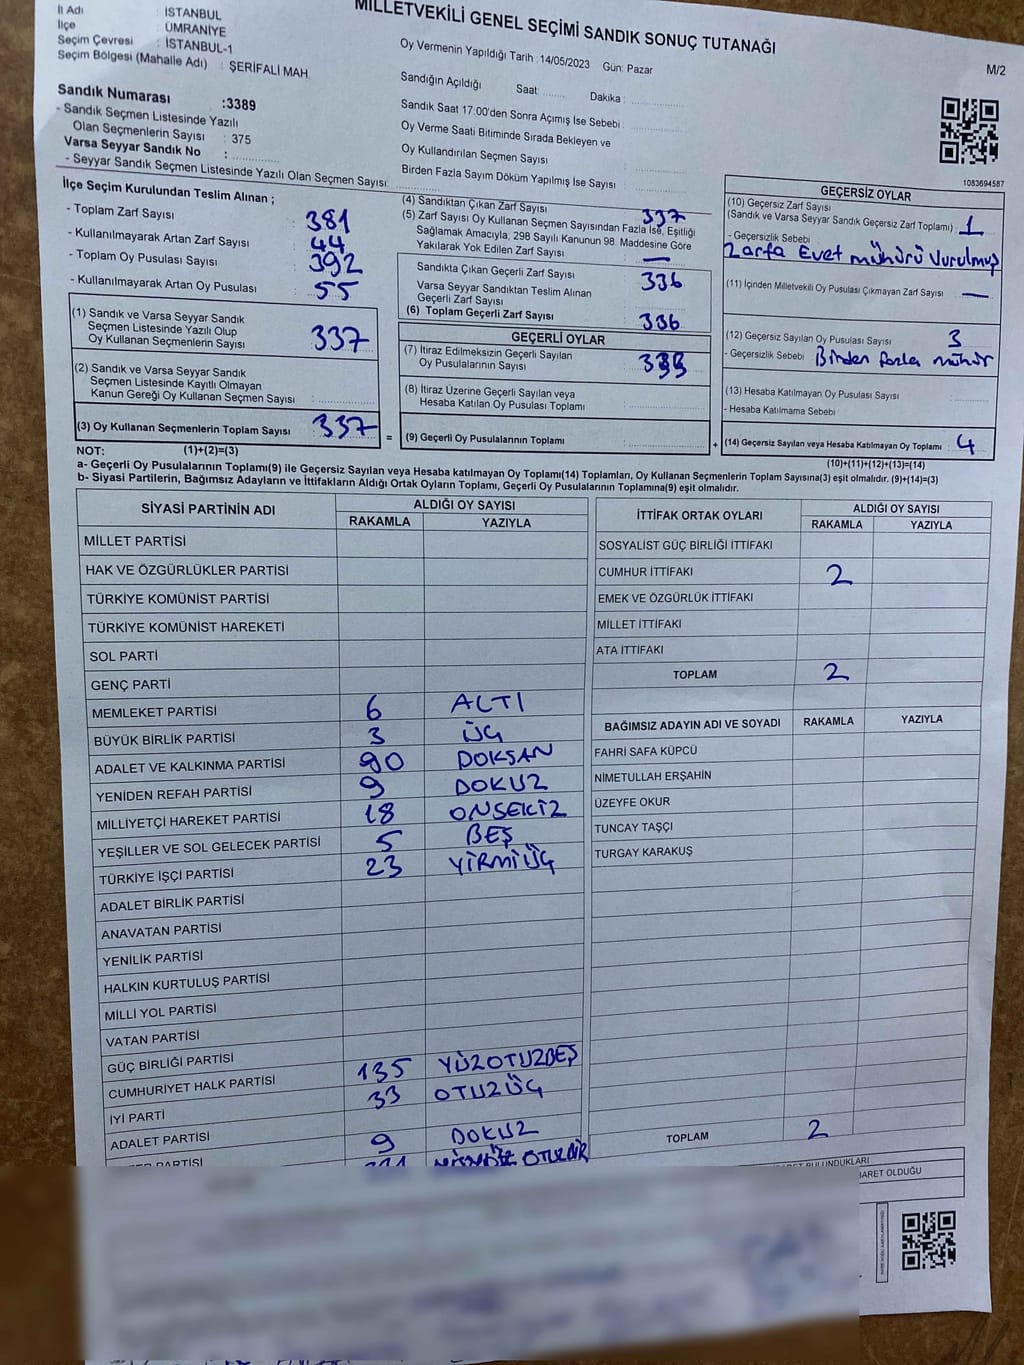 MİLLETVEKİLİ GENEL SEÇİMİ SANDIK SONUÇ TUTANAĞI
M/2
İl Adı : İSTANBUL
İlçe : ÜMRANİYE
Seçim Çevresi : İSTANBUL-1
Seçim Bölgesi (Mahalle Adı) : ŞERİFALİ MAH.
Sandık Numarası :3389
- Sandık Seçmen Listesinde Yazılı
Olan Seçmenlerin Sayısı : 375
Varsa Seyyar Sandık No :
- Seyyar Sandık Seçmen Listesinde Yazılı Olan Seçmen Sayısı:
Oy Vermenin Yapıldığı Tarih :14/05/2023 Gün: Pazar
Sandığın Açıldığı Saat: Dakika :
Sandık Saat 17:00'den Sonra Açımış İse Sebebi :
Oy Verme Saati Bitiminde Sırada Bekleyen ve
Oy Kullandırılan Seçmen Sayısı :
Birden Fazla Sayım Döküm Yapılmış İse Sayısı :
1083694587
İlçe Seçim Kurulundan Teslim Alınan ;
- Toplam Zarf Sayısı : 381
- Kullanılmayarak Artan Zarf Sayısı : 44
- Toplam Oy Pusulası Sayısı : 392
- Kullanılmayarak Artan Oy Pusulası : 55
(1) Sandık ve Varsa Seyyar Sandık
Seçmen Listesinde Yazılı Olup
Oy Kullanan Seçmenlerin Sayısı : 337
(2) Sandık ve Varsa Seyyar Sandık
Seçmen Listesinde Kayıtlı Olmayan
Kanun Gereği Oy Kullanan Seçmen Sayısı :
(3) Oy Kullanan Seçmenlerin Toplam Sayısı : 337
(4) Sandıktan Çıkan Zarf Sayısı : 337
(5) Zarf Sayısı Oy Kullanan Seçmen Sayısından Fazla İse, Eşitliği
Sağlamak Amacıyla, 298 Sayılı Kanunun 98. Maddesine Göre
Yakılarak Yok Edilen Zarf Sayısı : —
Sandıkta Çıkan Geçerli Zarf Sayısı : 336
Varsa Seyyar Sandıktan Teslim Alınan
Geçerli Zarf Sayısı :
(6) Toplam Geçerli Zarf Sayısı : 336
GEÇERLİ OYLAR
(7) İtiraz Edilmeksizin Geçerli Sayılan
Oy Pusulalarının Sayısı : 333
(8) İtiraz Üzerine Geçerli Sayılan veya
Hesaba Katılan Oy Pusulası Toplamı :
= (9) Geçerli Oy Pusulalarının Toplamı :
GEÇERSİZ OYLAR
(10) Geçersiz Zarf Sayısı
(Sandık ve Varsa Seyyar Sandık Geçersiz Zarf Toplamı) : 1
- Geçersizlik Sebebi
Zarfa Evet mührü Vurulmuş
(11) İçinden Milletvekili Oy Pusulası Çıkmayan Zarf Sayısı : —
(12) Geçersiz Sayılan Oy Pusulası Sayısı : 3
- Geçersizlik Sebebi : Birden fazla mühür
(13) Hesaba Katılmayan Oy Pusulası Sayısı :
- Hesaba Katılmama Sebebi
+ (14) Geçersiz Sayılan veya Hesaba Katılmayan Oy Toplamı : 4
NOT: (1)+(2)=(3)
(10)+(11)+(12)+(13)=(14)
a- Geçerli Oy Pusulalarının Toplamı(9) ile Geçersiz Sayılan veya Hesaba katılmayan Oy Toplamı(14) Toplamları, Oy Kullanan Seçmenlerin Toplam Sayısına(3) eşit olmalıdır. (9)+(14)=(3)
b- Siyasi Partilerin, Bağımsız Adayların ve İttifakların Aldığı Ortak Oyların Toplamı, Geçerli Oy Pusulalarının Toplamına(9) eşit olmalıdır.
SİYASİ PARTİNİN ADI ALDIĞI OY SAYISI
RAKAMLA YAZIYLA
MİLLET PARTİSİ
HAK VE ÖZGÜRLÜKLER PARTİSİ
TÜRKİYE KOMÜNİST PARTİSİ
TÜRKİYE KOMÜNİST HAREKETİ
SOL PARTİ
GENÇ PARTİ
MEMLEKET PARTİSİ 6 ALTI
BÜYÜK BİRLİK PARTİSİ 3 ÜÇ
ADALET VE KALKINMA PARTİSİ 90 DOKSAN
YENİDEN REFAH PARTİSİ 9 DOKUZ
MİLLİYETÇİ HAREKET PARTİSİ 18 ONSEKİZ
YEŞİLLER VE SOL GELECEK PARTİSİ 5 BEŞ
TÜRKİYE İŞÇİ PARTİSİ 23 YİRMİÜÇ
ADALET BİRLİK PARTİSİ
ANAVATAN PARTİSİ
YENİLİK PARTİSİ
HALKIN KURTULUŞ PARTİSİ
MİLLİ YOL PARTİSİ
VATAN PARTİSİ
GÜÇ BİRLİĞİ PARTİSİ
CUMHURİYET HALK PARTİSİ 135 YÜZOTUZBEŞ
İYİ PARTİ 33 OTUZÜÇ
ADALET PARTİSİ
PARTİSİ 9 DOKUZ
İTTİFAK ORTAK OYLARI ALDIĞI OY SAYISI
RAKAMLA YAZIYLA
SOSYALİST GÜÇ BİRLİĞİ İTTİFAKI
CUMHUR İTTİFAKI 2
EMEK VE ÖZGÜRLÜK İTTİFAKI
MİLLET İTTİFAKI
ATA İTTİFAKI
TOPLAM 2
BAĞIMSIZ ADAYIN ADI VE SOYADI RAKAMLA YAZIYLA
FAHRİ SAFA KÜPCÜ
NİMETULLAH ERŞAHİN
ÜZEYFE OKUR
TUNCAY TAŞÇI
TURGAY KARAKUŞ
TOPLAM 2
BULUNDUKLARI
İBARET OLDUĞU